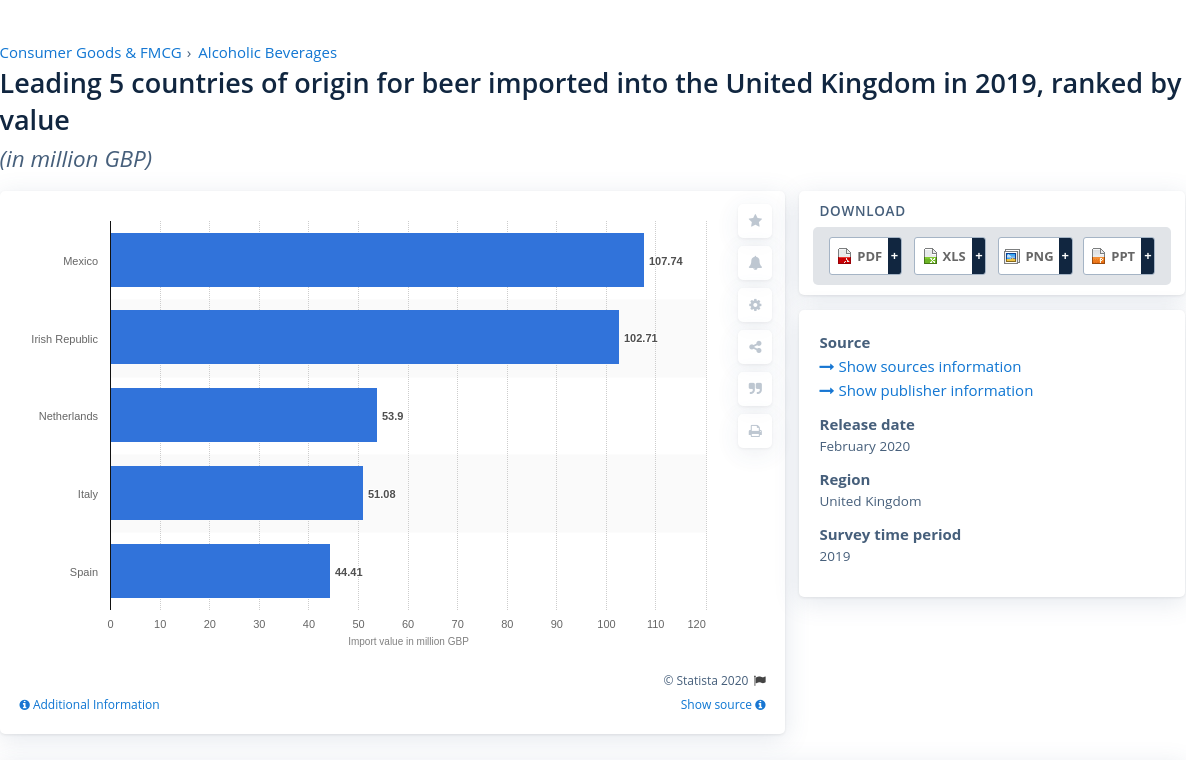 Consumer Goods & FMCG › Alcoholic Beverages
Leading 5 countries of origin for beer imported into the United Kingdom in 2019, ranked by
value
(in million GBP)
Mexico 107.74
Irish Republic 102.71
Netherlands 53.9
Italy 51.08
Spain 44.41
0 10 20 30 40 50 60 70 80 90 100 110 120
Import value in million GBP
© Statista 2020
Additional Information
Show source
DOWNLOAD
PDF + XLS + PNG + PPT +
Source
Show sources information
Show publisher information
Release date
February 2020
Region
United Kingdom
Survey time period
2019